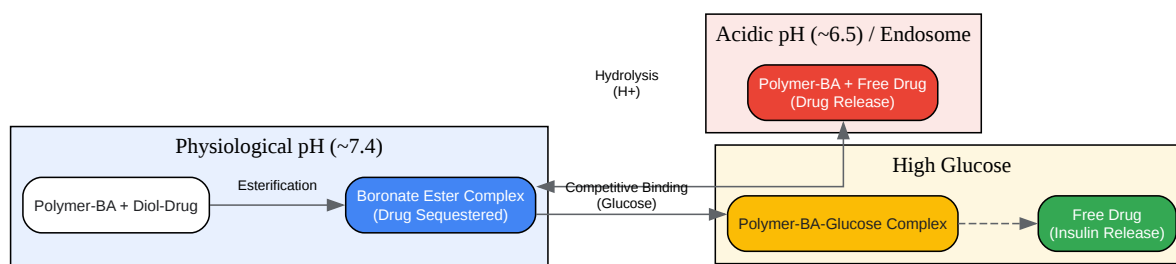 Acidic pH (~6.5) / Endosome
Hydrolysis
(H+)
Polymer-BA + Free Drug
(Drug Release)
Physiological pH (~7.4)
High Glucose
Polymer-BA + Diol-Drug
Esterification
Boronate Ester Complex
(Drug Sequestered)
Competitive Binding
(Glucose)
Polymer-BA-Glucose Complex
Free Drug
(Insulin Release)